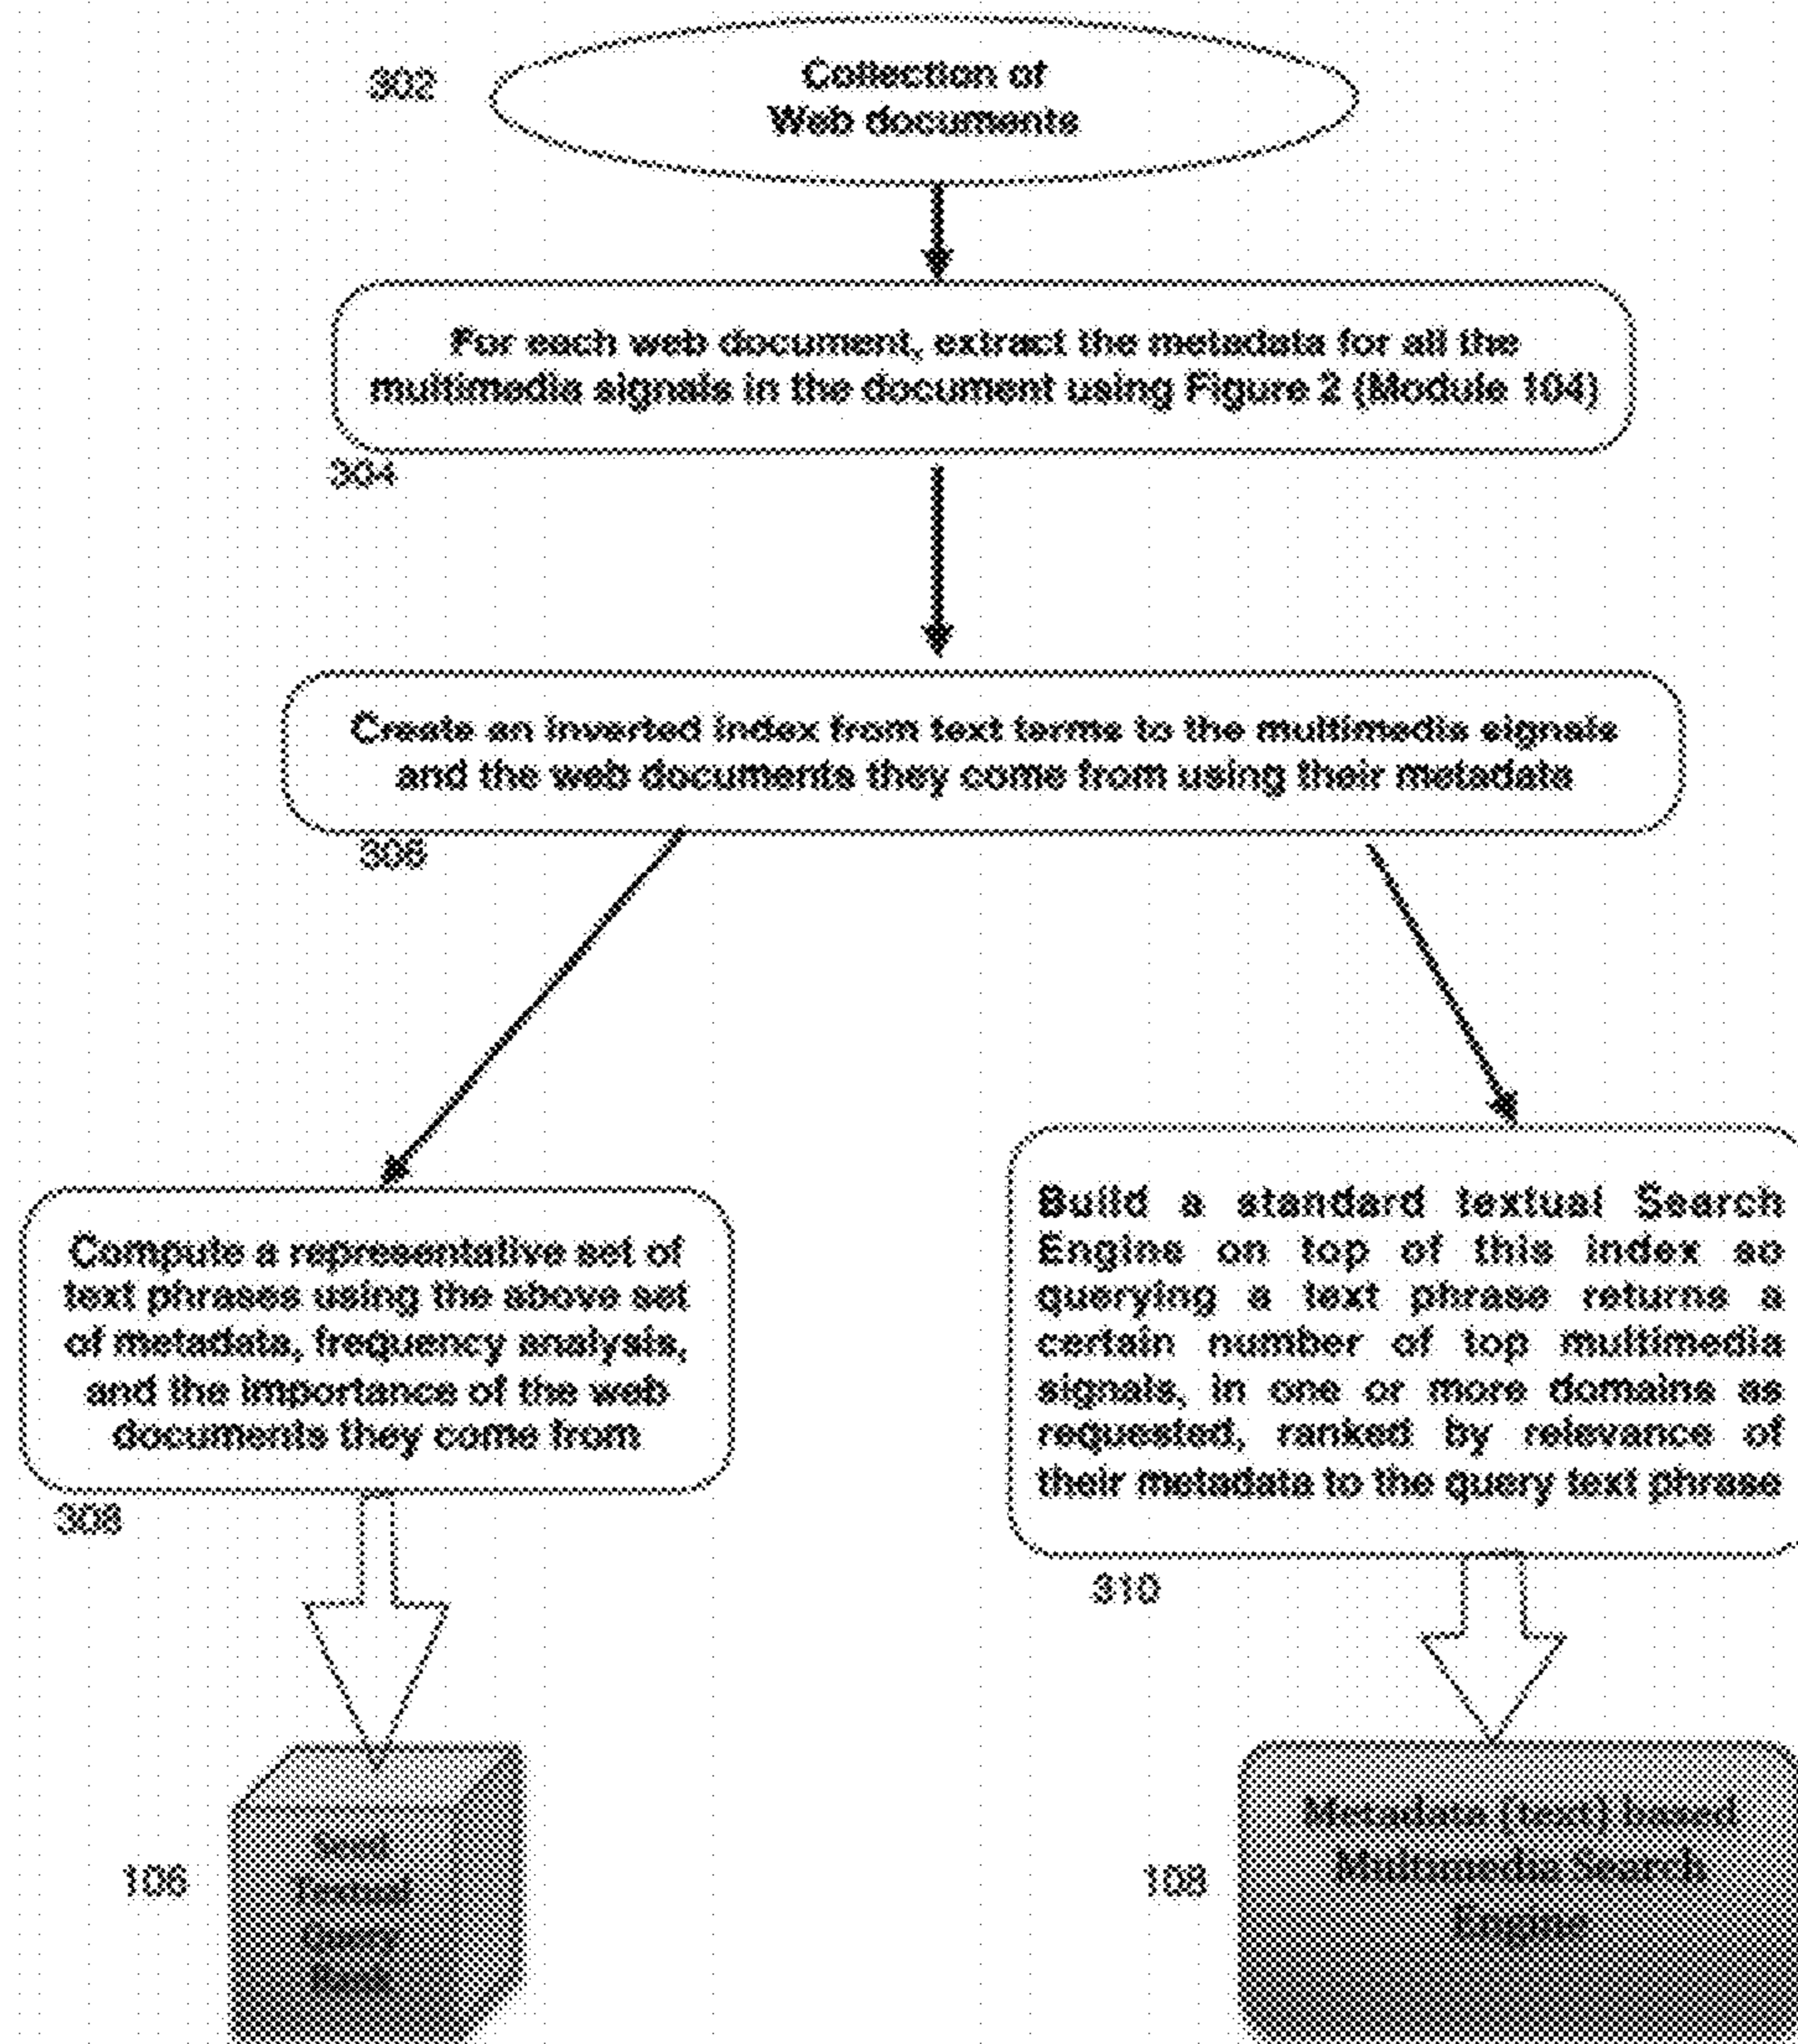 302
Collection of
Web documents
For each web document, extract the metadata for all the
multimedia signals in the document using Figure 2 (Module 104)
304
Create an inverted index from text terms to the multimedia signals
and the web documents they come from using their metadata
306
Compute a representative set of
text phrases using the above set
of metadata, frequency analysis,
and the importance of the web
documents they come from
308
Build a standard textual Search
Engine on top of this index so
querying a text phrase returns a
certain number of top multimedia
signals, in one or more domains as
requested, ranked by relevance of
their metadata to the query text phrase
310
106
Textual
Query
108
Metadata (text) based
Multimedia Search
Engine